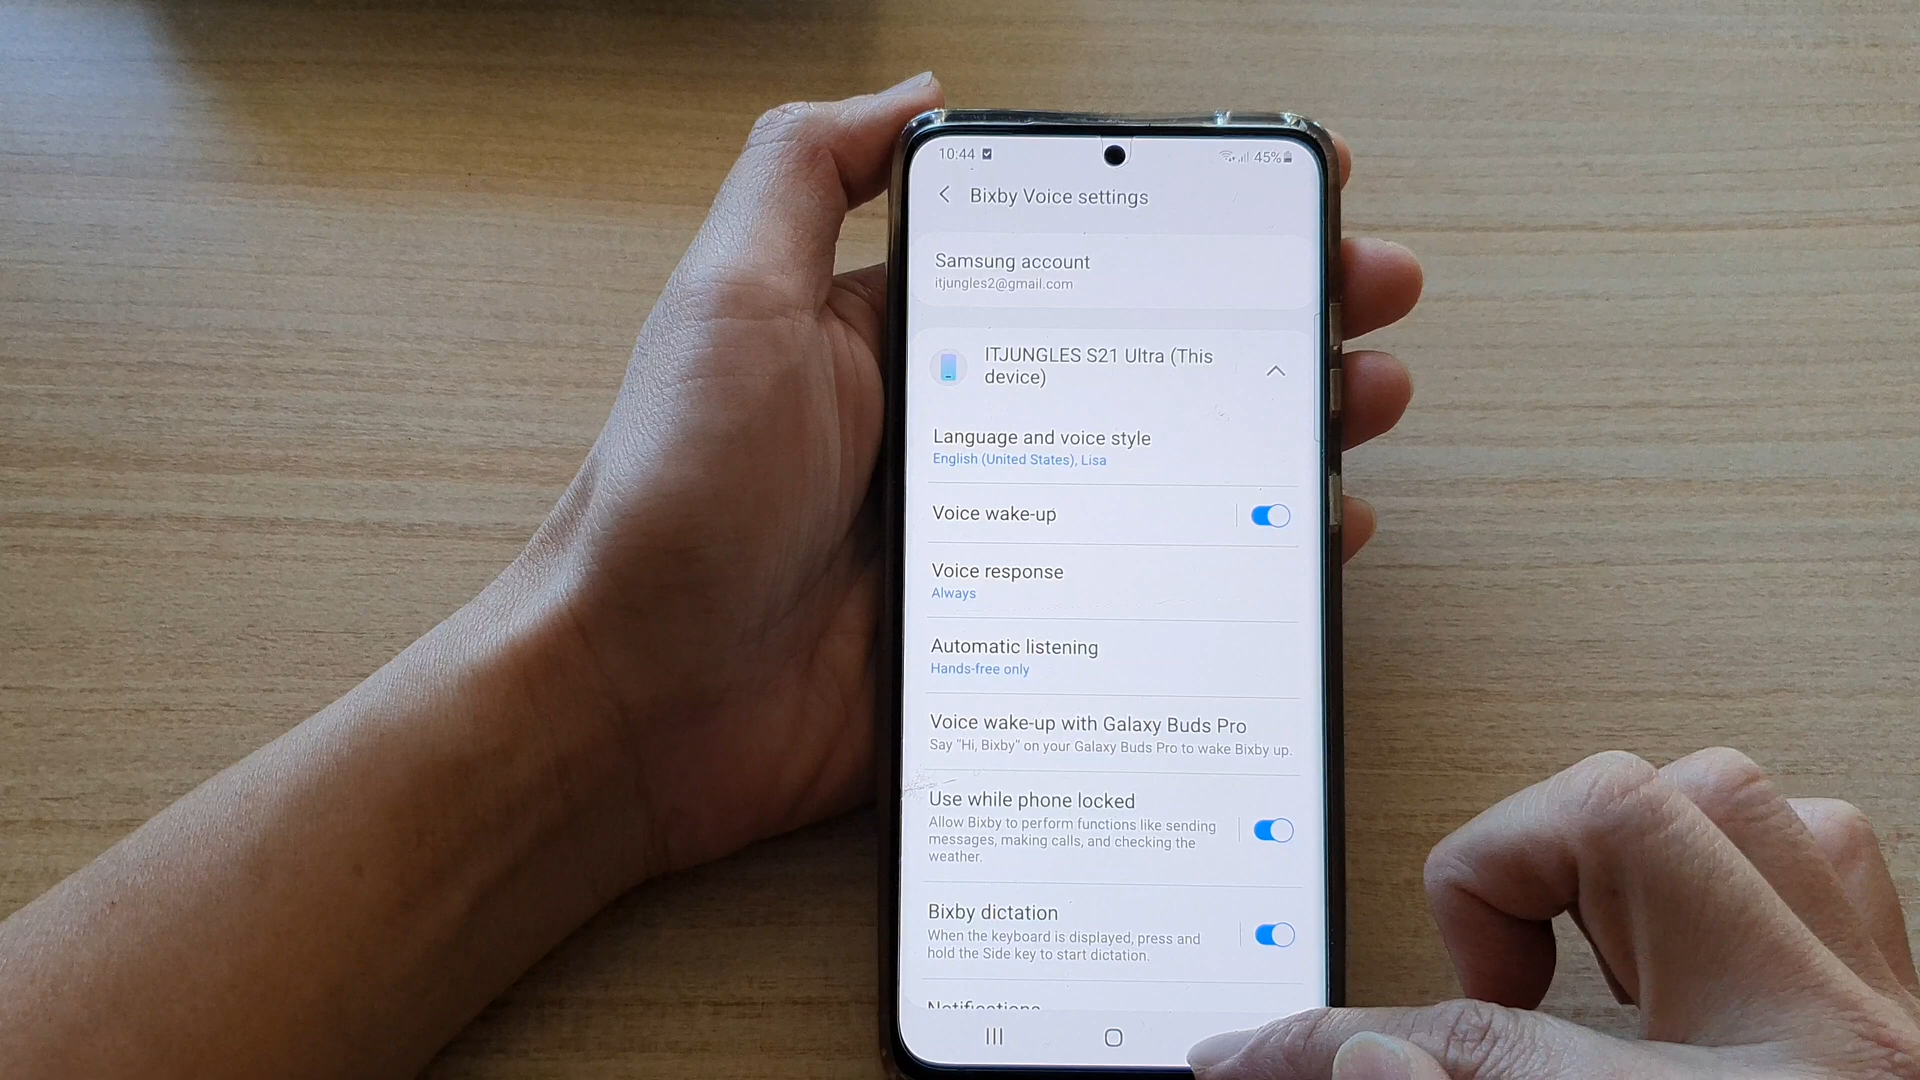 10:44
45%
Bixby Voice settings
Samsung account
itjungles2@gmail.com
ITJUNGLES S21 Ultra (This
device)
Language and voice style
English (United States), Lisa
Voice wake-up
Voice response
Always
Automatic listening
Hands-free only
Voice wake-up with Galaxy Buds Pro
Say "Hi, Bixby" on your Galaxy Buds Pro to wake Bixby up.
Use while phone locked
Allow Bixby to perform functions like sending
messages, making calls, and checking the
weather.
Bixby dictation
When the keyboard is displayed, press and
hold the Side key to start dictation.
Notifications